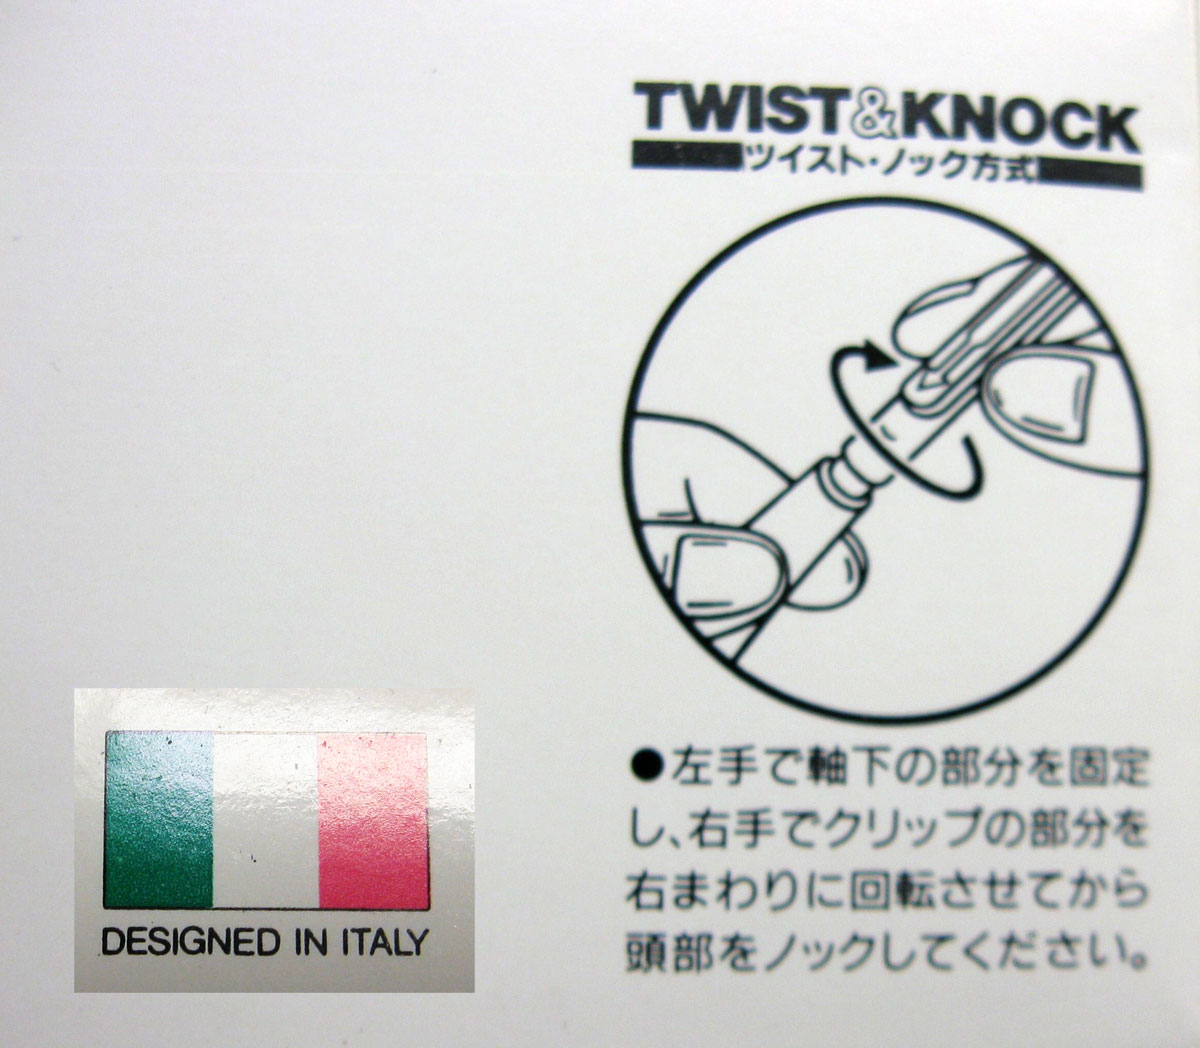 TWIST&KNOCK
ツイスト・ノック方式
●左手で軸下の部分を固定
し、右手でクリップの部分を
右まわりに回転させてから
頭部をノックしてください。
DESIGNED IN ITALY